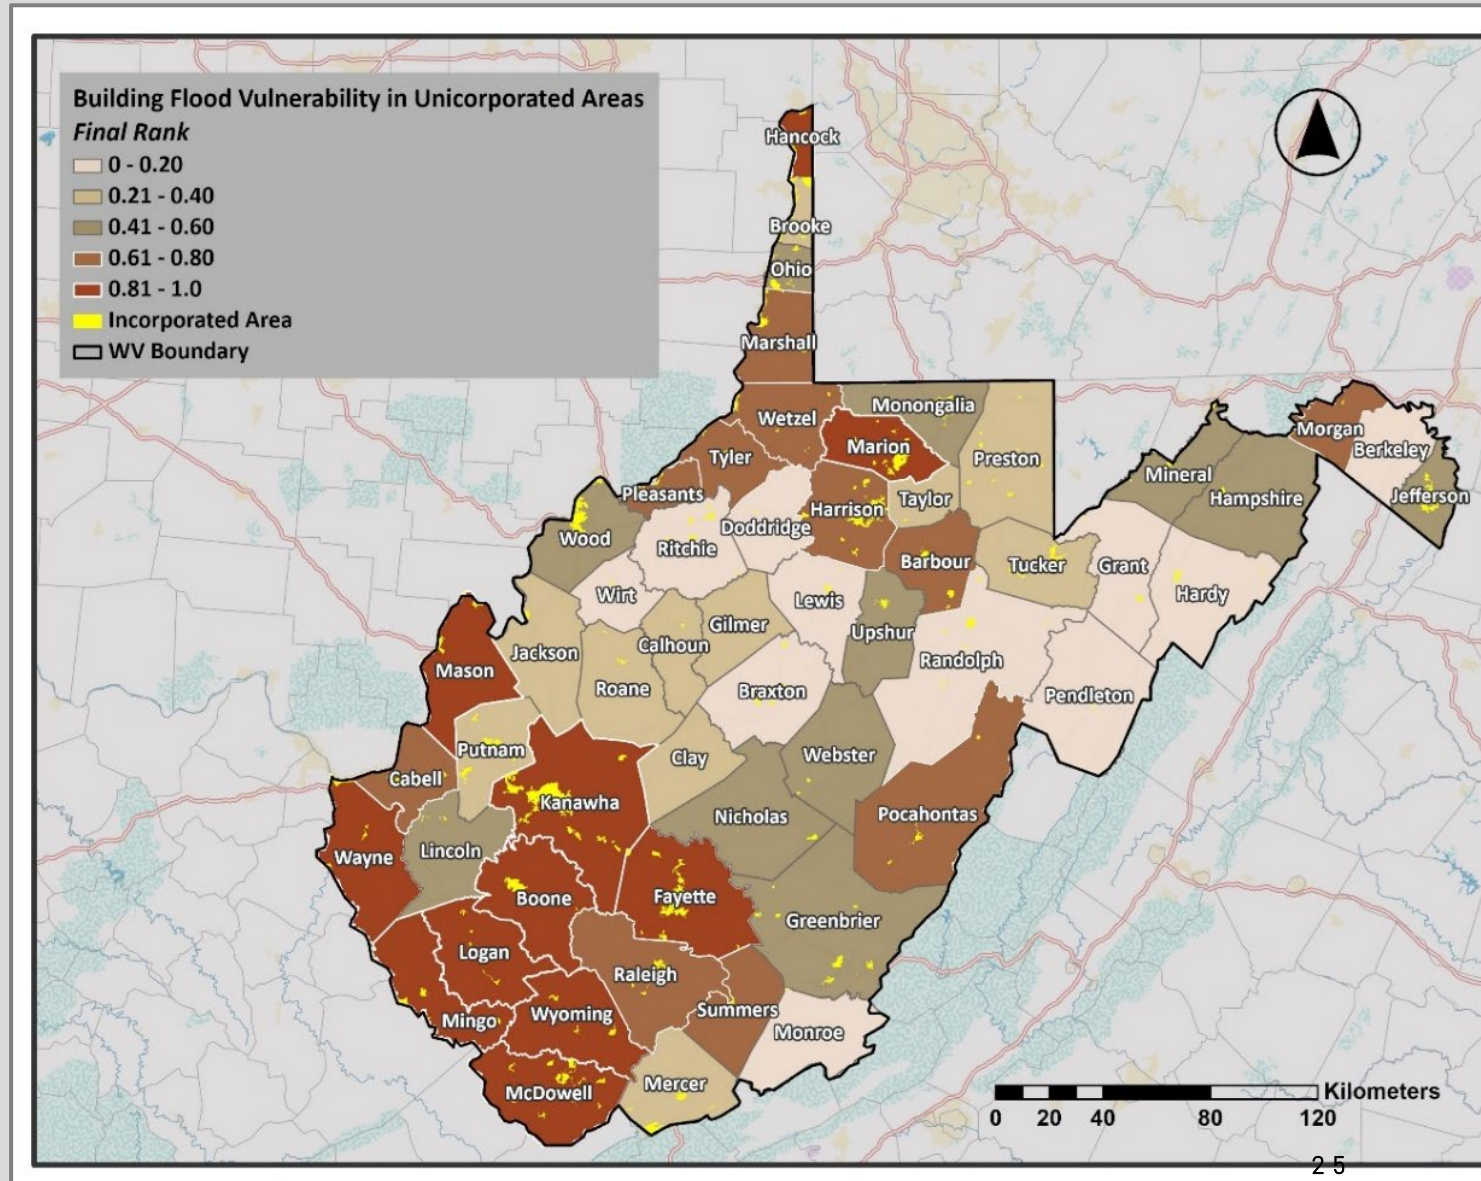 Building Flood Vulnerability in Unicorporated Areas
Final Rank
0 - 0.20
0.21 - 0.40
0.41 - 0.60
0.61 - 0.80
0.81 - 1.0
Incorporated Area
WV Boundary
Hancock
Brooke
Ohio
Marshall
Wetzel
Monongalia
Marion
Preston
Tyler
Morgan
Berkeley
Mineral
Hampshire
Jefferson
Pleasants
Harrison
Taylor
Doddridge
Wood
Ritchie
Barbour
Tucker
Grant
Hardy
Wirt
Lewis
Gilmer
Upshur
Calhoun
Jackson
Randolph
Mason
Roane
Braxton
Pendleton
Putnam
Clay
Webster
Cabell
Kanawha
Nicholas
Pocahontas
Lincoln
Wayne
Boone
Fayette
Greenbrier
Logan
Raleigh
Summers
Mingo
Wyoming
Monroe
McDowell
Mercer
Kilometers
0 20 40 80 120
25